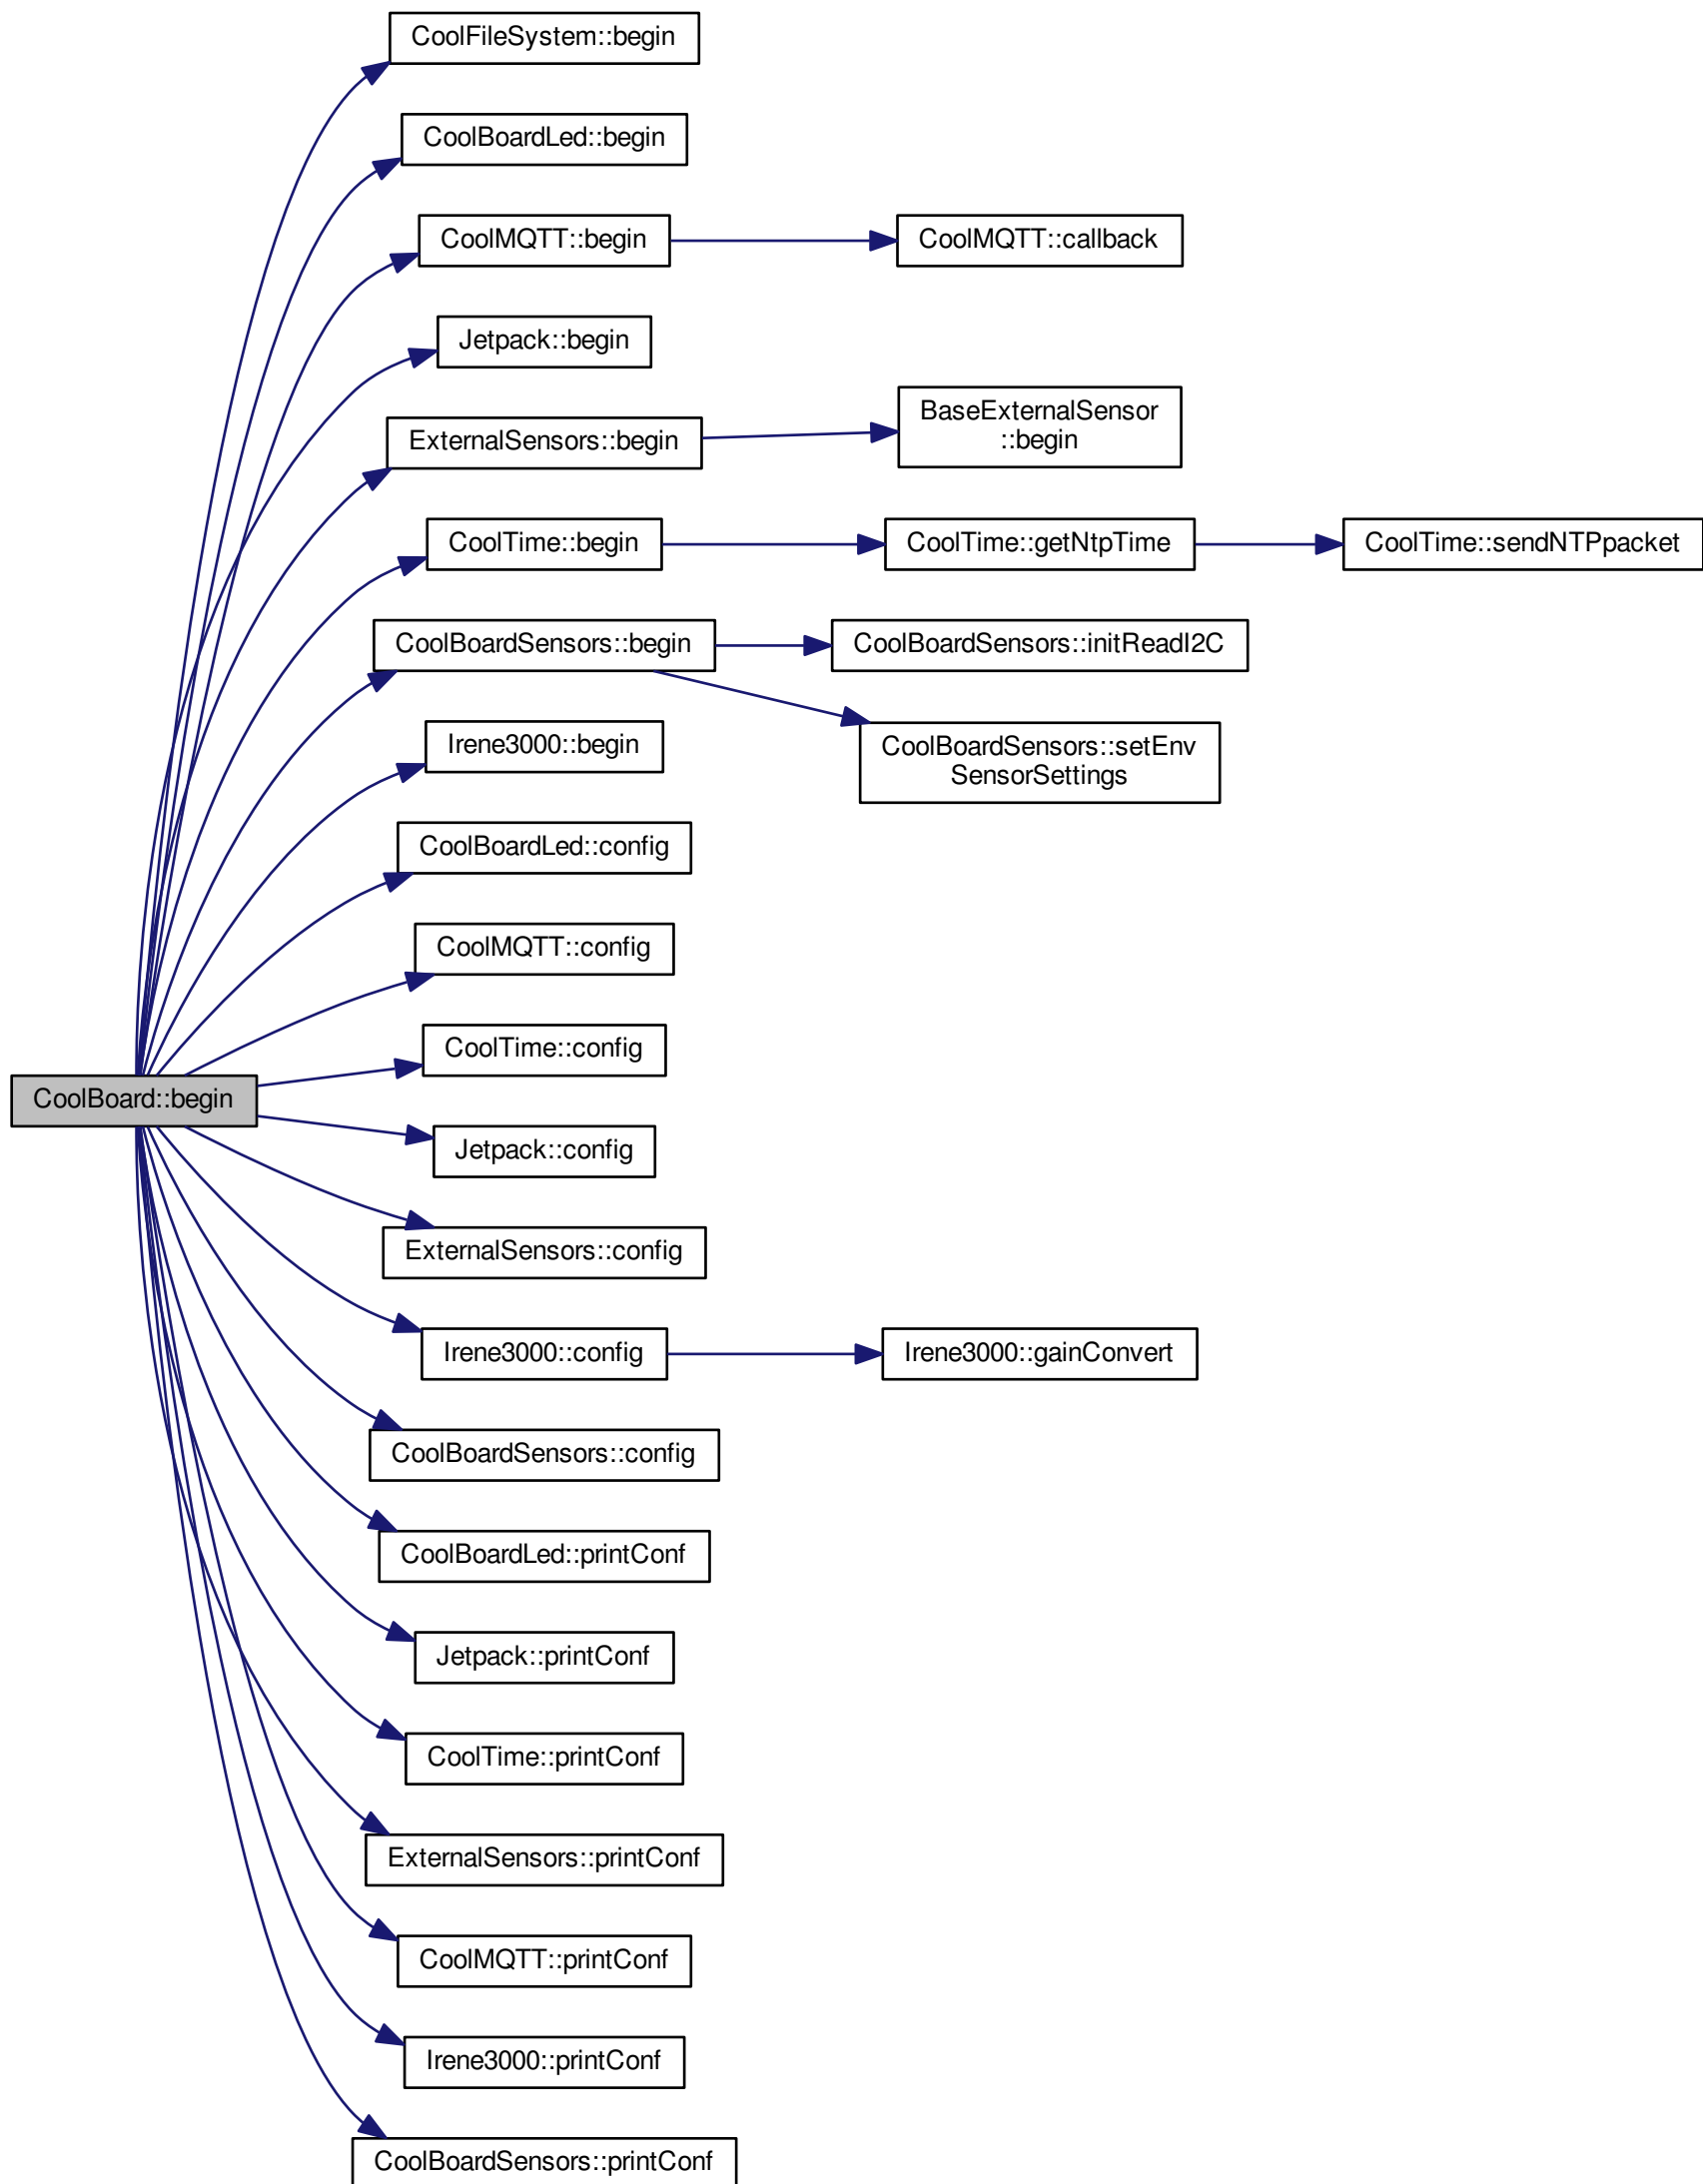 CoolFileSystem::begin
CoolBoardLed::begin
CoolMQTT::begin
CoolMQTT::callback
Jetpack::begin
ExternalSensors::begin
BaseExternalSensor
::begin
CoolTime::begin
CoolTime::getNtpTime
CoolTime::sendNTPpacket
CoolBoardSensors::begin
CoolBoardSensors::initReadI2C
CoolBoardSensors::setEnv
SensorSettings
Irene3000::begin
CoolBoardLed::config
CoolMQTT::config
CoolTime::config
CoolBoard::begin
Jetpack::config
ExternalSensors::config
Irene3000::config
Irene3000::gainConvert
CoolBoardSensors::config
CoolBoardLed::printConf
Jetpack::printConf
CoolTime::printConf
ExternalSensors::printConf
CoolMQTT::printConf
Irene3000::printConf
CoolBoardSensors::printConf